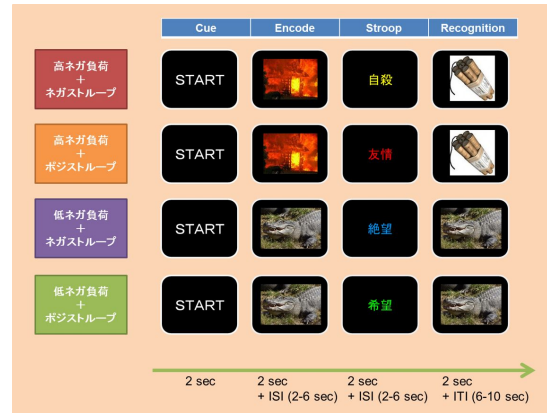 Cue Encode Stroop Recognition
高ネガ負荷
+
ネガストループ
START
自殺
高ネガ負荷
+
ポジストループ
START
友情
低ネガ負荷
+
ネガストループ
START
絶望
低ネガ負荷
+
ポジストループ
START
希望
2 sec 2 sec 2 sec 2 sec
+ ISI (2-6 sec) + ISI (2-6 sec) + ITI (6-10 sec)